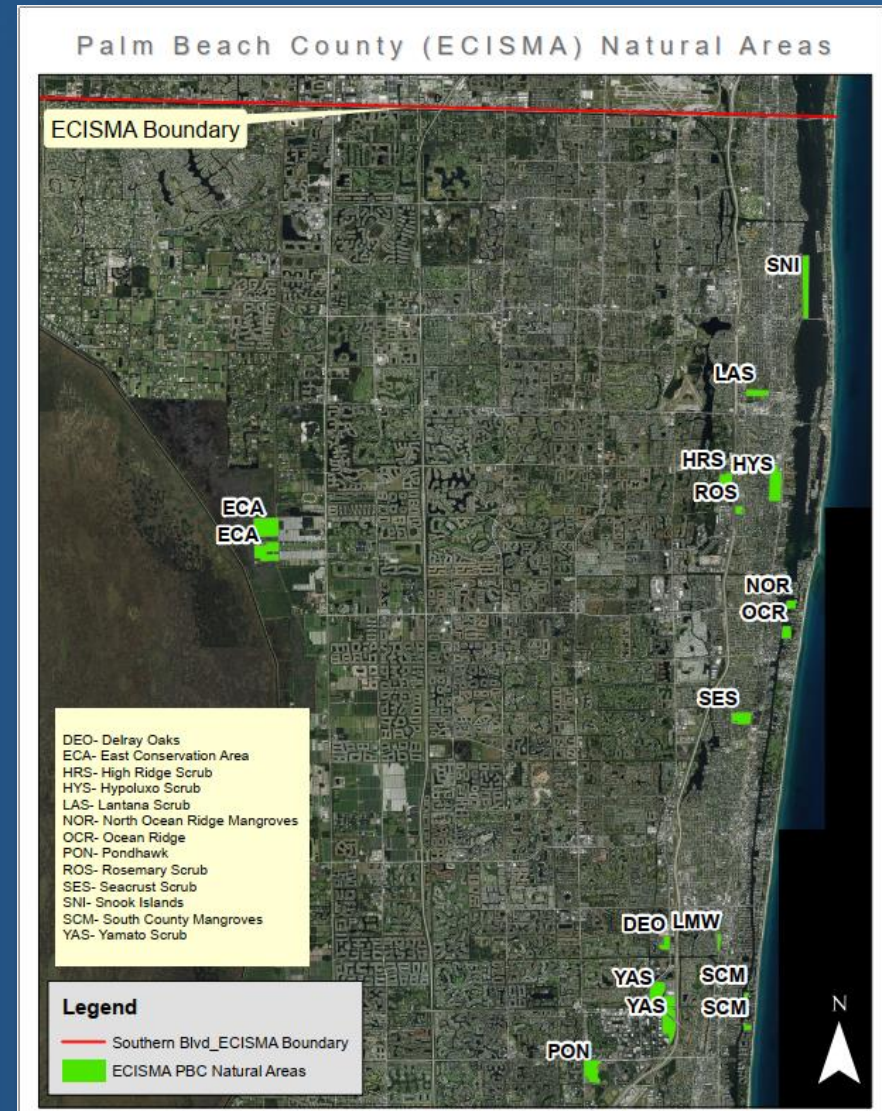 Palm Beach County (ECISMA) Natural Areas
ECISMA Boundary
SNI
LAS
HRS HYS
ROS
ECA
ECA
NOR
OCR
SES
DEO- Delray Oaks
ECA- East Conservation Area
HRS- High Ridge Scrub
HYS- Hypoluxo Scrub
LAS- Lantana Scrub
NOR- North Ocean Ridge Mangroves
OCR- Ocean Ridge
PON- Pondhawk
ROS- Rosemary Scrub
SES- Seacrust Scrub
SNI- Snook Islands
SCM- South County Mangroves
YAS- Yamato Scrub
DEO LMW
YAS SCM
YAS SCM
PON
Legend
Southern Blvd_ECISMA Boundary
ECISMA PBC Natural Areas
N